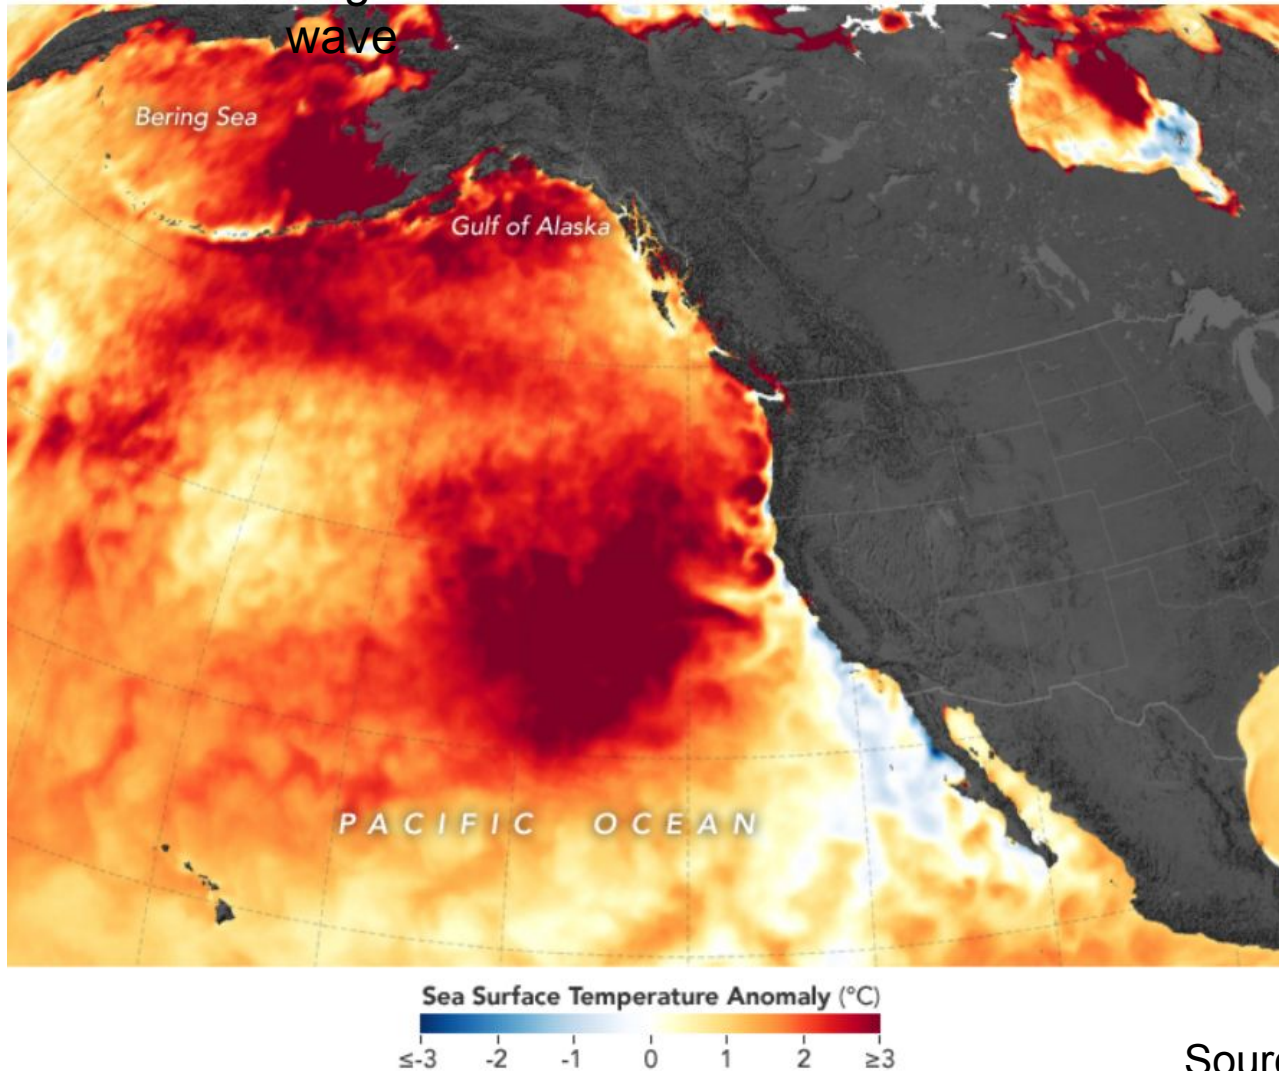 wave
Bering Sea
Gulf of Alaska
PACIFIC OCEAN
Sea Surface Temperature Anomaly (°C)
≤-3 -2 -1 0 1 2 ≥3